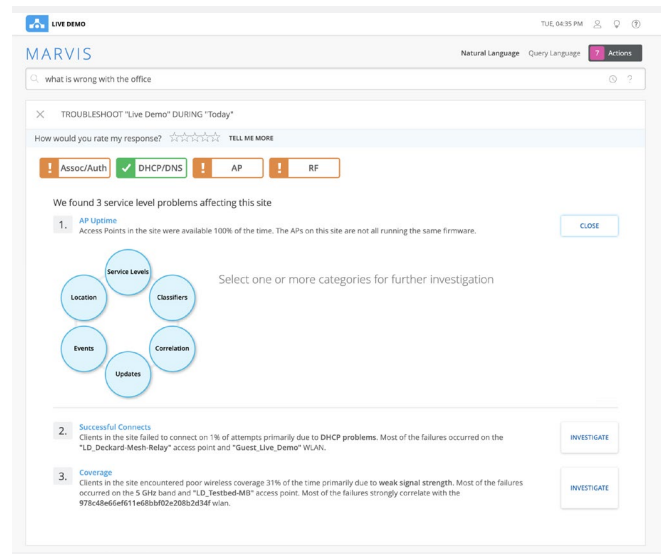 LIVE DEMO
TUE, 04:35 PM
MARVIS
Natural Language Query Language ? Actions
what is wrong with the office
TROUBLESHOOT "Live Demo" DURING "Today"
How would you rate my response? TELL ME MORE
! Assoc/Auth
DHCP/DNS
! AP
! RF
We found 3 service level problems affecting this site
1. AP Uptime
Access Points in the site were available 100% of the time. The APs on this site are not all running the same firmware.
CLOSE
Service Levels
Location
Classifiers
Select one or more categories for further investigation
Events
Correlation
Updates
2. Successful Connects
Clients in the site failed to connect on 1% of attempts primarily due to DHCP problems. Most of the failures occurred on the
"LD_Deckard-Mesh-Relay" access point and "Guest_Live_Demo" WLAN.
INVESTIGATE
3. Coverage
Clients in the site encountered poor wireless coverage 31% of the time primarily due to weak signal strength. Most of the failures
occurred on the 5 GHz band and "LD_Testbed-MB" access point. Most of the failures strongly correlate with the
978c48e66ef611e68bbf02e208b2d34f wlan.
INVESTIGATE